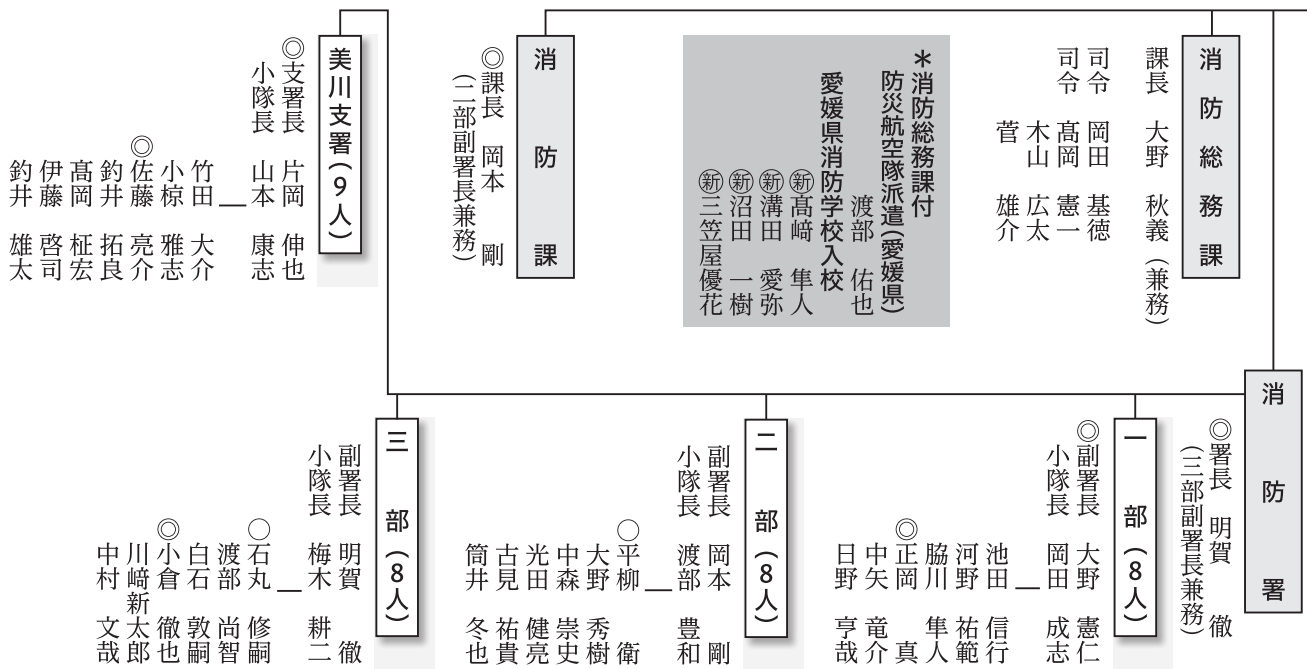 消防総務課
課長　大野　秋義（兼務）
司令　岡田　基徳
司令　髙岡　憲一
木山　広太
菅　雄介
＊消防総務課付
防災航空隊派遣（愛媛県）
渡部　佑也
愛媛県消防学校入校
㊟髙﨑　隼人
㊟溝田　愛弥
㊟沼田　一樹
㊟三笠屋優花
消防課
◎課長　岡本　剛
（二部副署長兼務）
美川支署（９人）
◎支署長　片岡　伸也
小隊長　山本　康志
竹田　大介
小椋　雅志
◎佐藤　亮介
釣井　拓良
髙岡　柾宏
伊藤　啓司
釣井　雄太
消防署
◎署長　明賀　徹
（三部副署長兼務）
一部（８人）
◎副署長　大野　憲仁
小隊長　岡田　成志
池田　信行
河野　祐範
脇川　隼人
◎正岡　真
中矢　竜介
日野　亨哉
二部（８人）
副署長　岡本　剛
小隊長　渡部　豊和
○平柳　衛
大野　秀樹
中森　崇史
光田　健亮
古見　祐貴
筒井　冬也
三部（８人）
副署長　明賀　徹
小隊長　梅木　耕二
○石丸　修嗣
渡部　尚智
白石　敦嗣
◎小倉　徹也
川﨑新太郎
中村　文哉